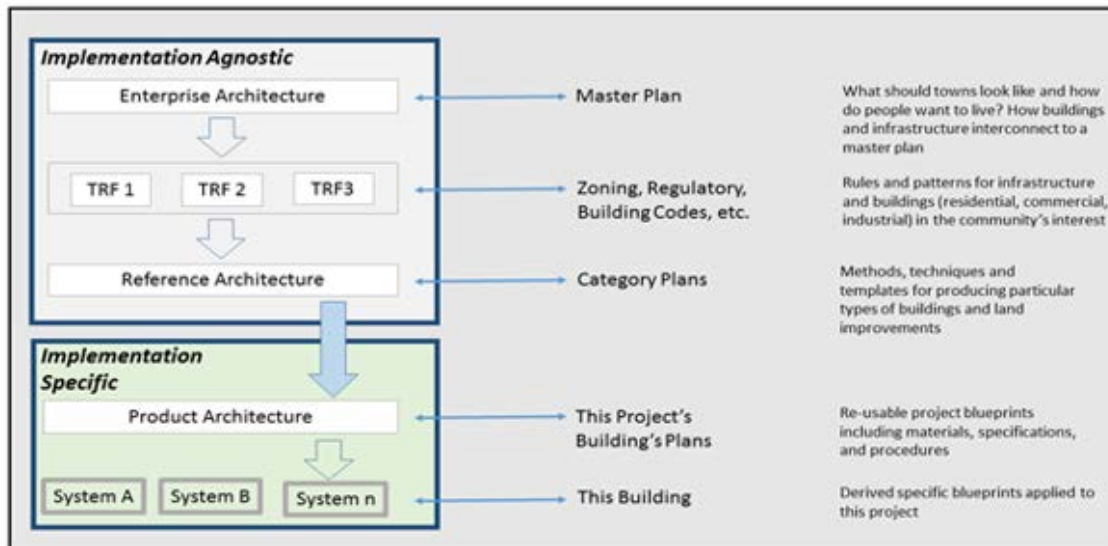 Implementation Agnostic
Enterprise Architecture
Master Plan
What should towns look like and how
do people want to live? How buildings
and infrastructure interconnect to a
master plan
TRF 1
TRF 2
TRF3
Zoning, Regulatory,
Building Codes, etc.
Rules and patterns for infrastructure
and buildings (residential, commercial,
industrial) in the community's interest
Reference Architecture
Category Plans
Methods, techniques and
templates for producing particular
types of buildings and land
improvements
Implementation
Specific
Product Architecture
This Project's
Building's Plans
Re-usable project blueprints
including materials, specifications,
and procedures
System A
System B
System n
This Building
Derived specific blueprints applied to
this project